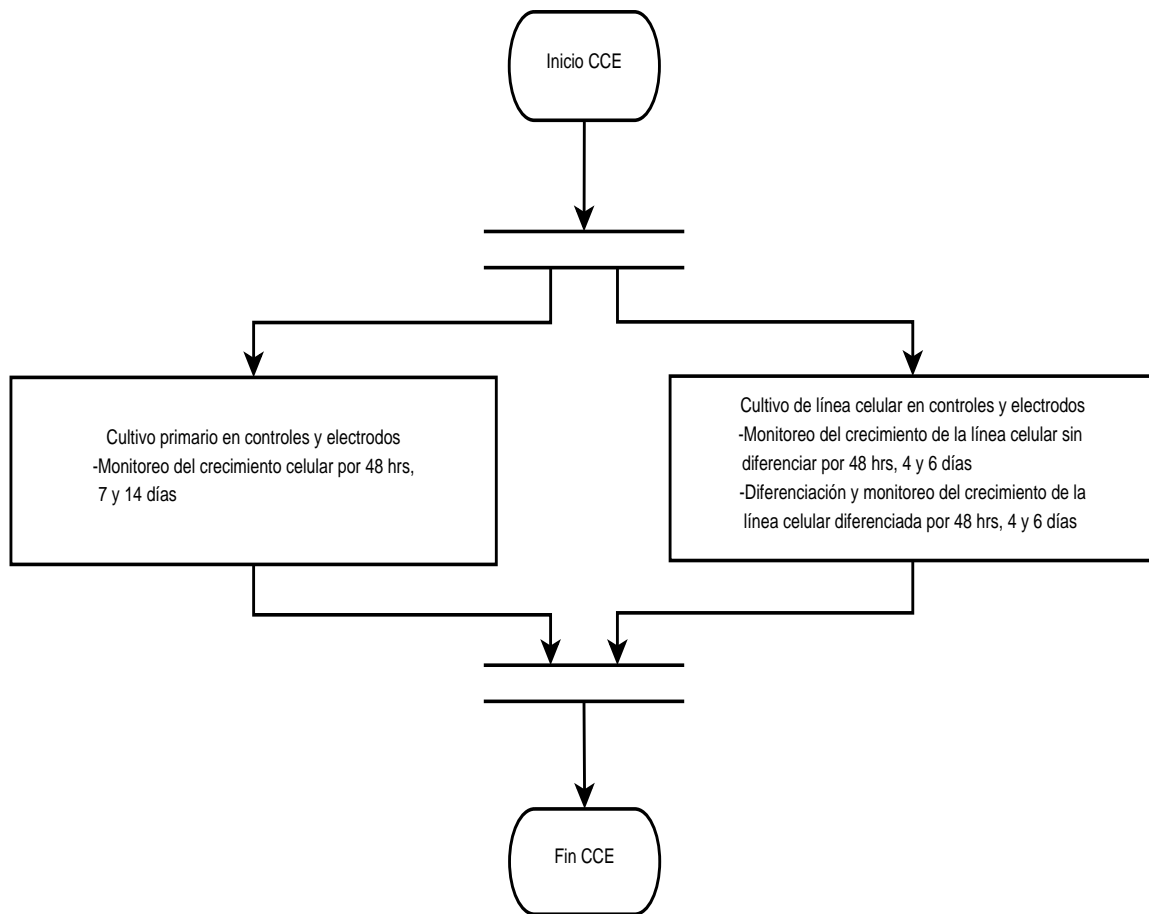 Inicio CCE
Cultivo primario en controles y electrodos
-Monitoreo del crecimiento celular por 48 hrs,
7 y 14 días
Cultivo de línea celular en controles y electrodos
-Monitoreo del crecimiento de la línea celular sin
diferenciar por 48 hrs, 4 y 6 días
-Diferenciación y monitoreo del crecimiento de la
línea celular diferenciada por 48 hrs, 4 y 6 días
Fin CCE